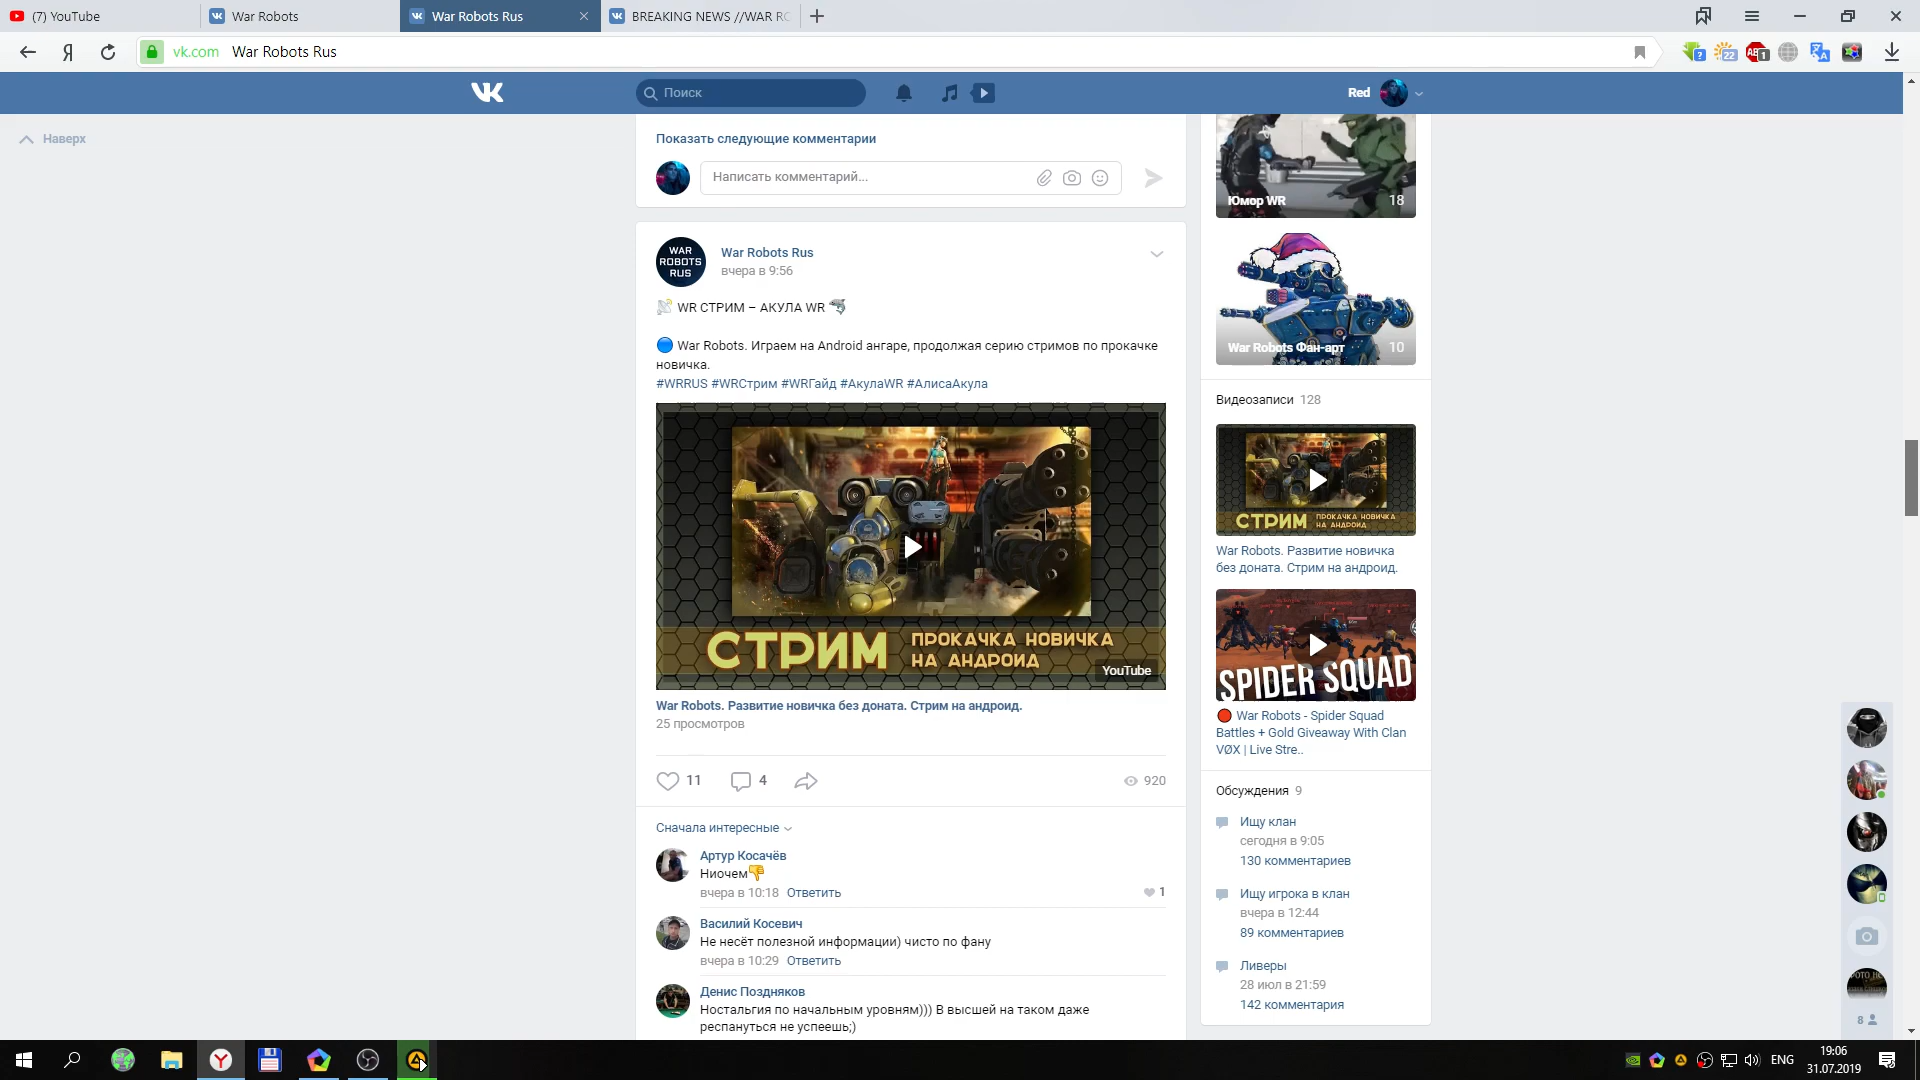 (7) YouTube
War Robots
War Robots Rus
BREAKING NEWS //WAR RO
Я
vk.com War Robots Rus
Поиск
Red
Наверх
Показать следующие комментарии
Написать комментарий...
WAR
ROBOTS
RUS
War Robots Rus
вчера в 9:56
WR СТРИМ – АКУЛА WR
War Robots. Играем на Android ангаре, продолжая серию стримов по прокачке
новичка.
#WRRUS #WRСтрим #WRГайд #АкулаWR #АлисаАкула
СТРИМ
ПРОКАЧКА НОВИЧКА
НА АНДРОИД
YouTube
War Robots. Развитие новичка без доната. Стрим на андроид.
25 просмотров
11
4
920
Сначала интересные
Артур Косачёв
Ниочем
вчера в 10:18 Ответить
1
Василий Косевич
Не несёт полезной информации) чисто по фану
вчера в 10:29 Ответить
Денис Поздняков
Ностальгия по начальным уровням))) В высшей на таком даже
респануться не успеешь;)
Юмор WR 18
War Robots Фан-арт 10
Видеозаписи 128
СТРИМ
ПРОКАЧКА НОВИЧКА
НА АНДРОИД
War Robots. Развитие новичка
без доната. Стрим на андроид.
SPIDER SQUAD
War Robots - Spider Squad
Battles + Gold Giveaway With Clan
VØX | Live Stre..
Обсуждения 9
Ищу клан
сегодня в 9:05
130 комментариев
Ищу игрока в клан
вчера в 12:44
89 комментариев
Ливеры
28 июл в 21:59
142 комментария
8
ENG
19:06
31.07.2019